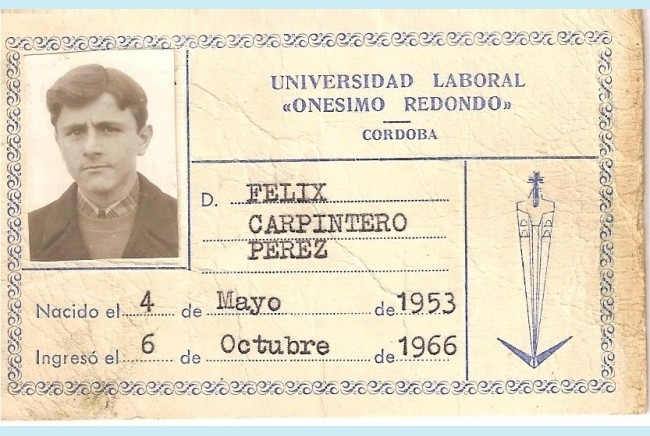 UNIVERSIDAD LABORAL
«ONESIMO REDONDO»
CORDOBA
D. FELIX
CARPINTERO
PEREZ
Nacido el 4 de Mayo de 1953
Ingresó el 6 de Octubre de 1966